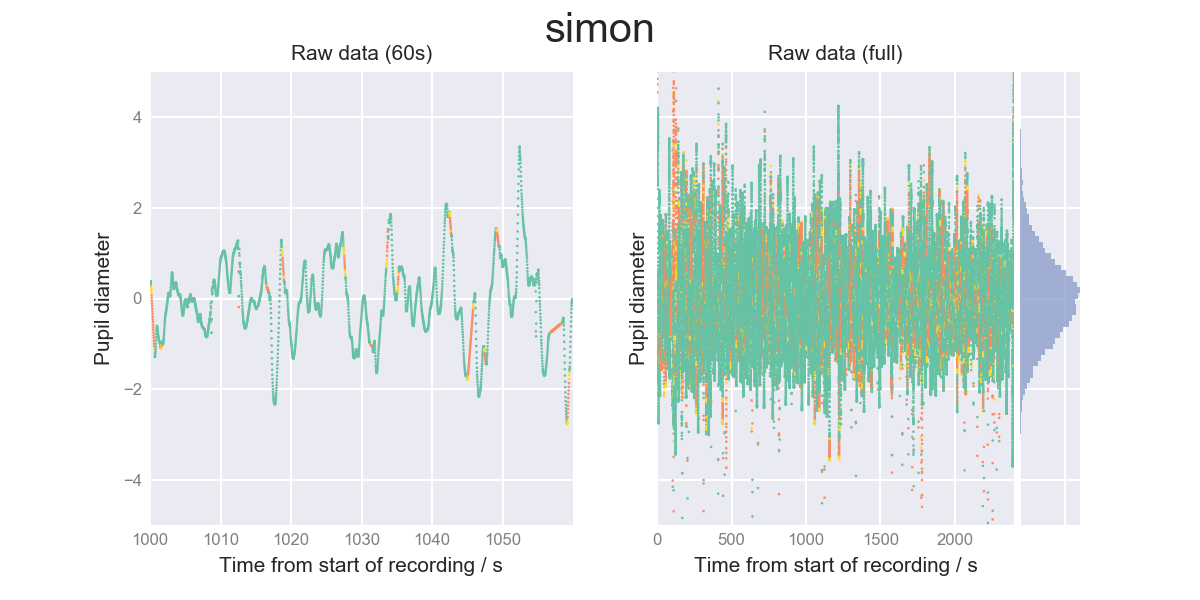 simon
Raw data (60s)
Raw data (full)
Pupil diameter
4
2
0
−2
−4
1000 1010 1020 1030 1040 1050
Time from start of recording / s
Pupil diameter
0 500 1000 1500 2000
Time from start of recording / s